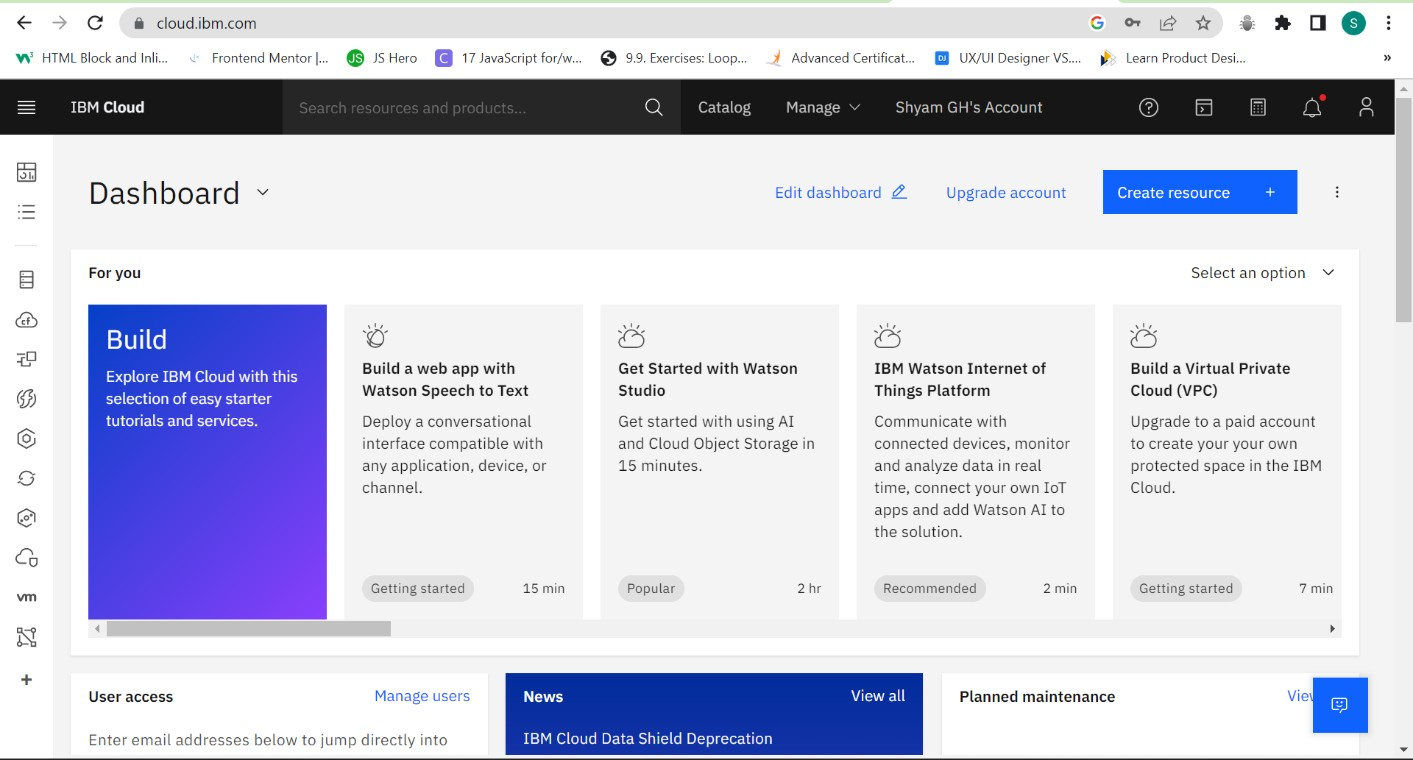 cloud.ibm.com
S
W3 HTML Block and Inli... Frontend Mentor |... JS JS Hero C 17 JavaScript for/w... 9.9. Exercises: Loop... Advanced Certificat... DJ UX/UI Designer VS.... Learn Product Desi... »
IBM Cloud
Search resources and products...
Catalog Manage Shyam GH's Account
Dashboard
Edit dashboard Upgrade account Create resource +
For you
Select an option
Build
Explore IBM Cloud with this
selection of easy starter
tutorials and services.
Build a web app with
Watson Speech to Text
Deploy a conversational
interface compatible with
any application, device, or
channel.
Getting started 15 min
Get Started with Watson
Studio
Get started with using AI
and Cloud Object Storage in
15 minutes.
Popular 2 hr
IBM Watson Internet of
Things Platform
Communicate with
connected devices, monitor
and analyze data in real
time, connect your own IoT
apps and add Watson AI to
the solution.
Recommended 2 min
Build a Virtual Private
Cloud (VPC)
Upgrade to a paid account
to create your your own
protected space in the IBM
Cloud.
Getting started 7 min
cf
vm
+
User access Manage users
Enter email addresses below to jump directly into
News View all
IBM Cloud Data Shield Deprecation
Planned maintenance